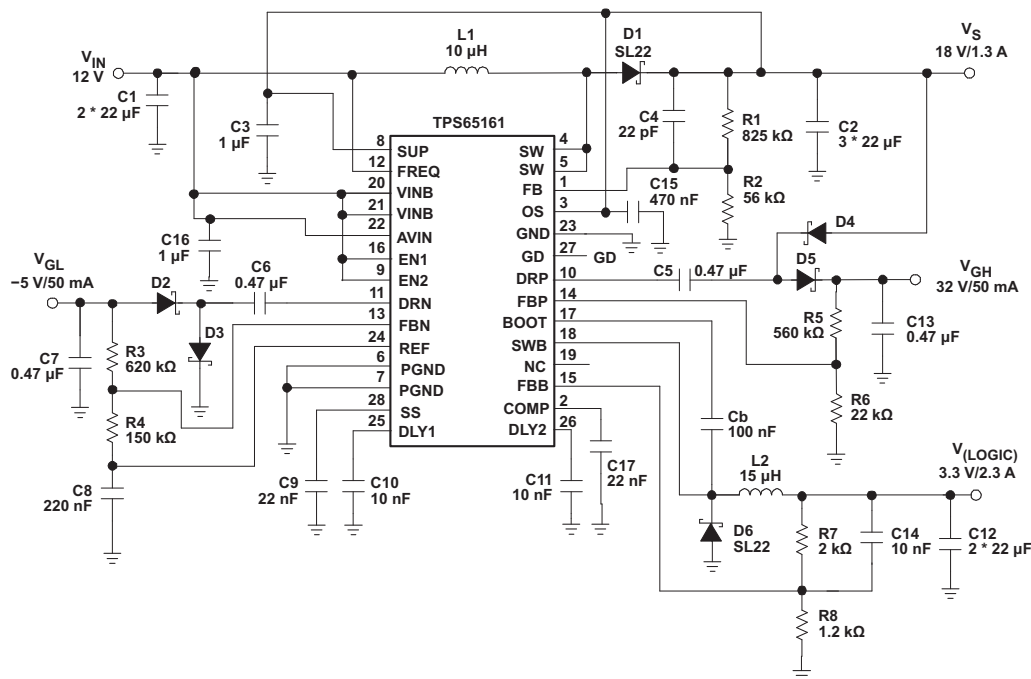 L1
10 µH
D1
SL22
V_S
18 V/1.3 A
V_IN
12 V
C1
2 * 22 µF
C3
1 µF
C4
22 pF
R1
825 kΩ
C2
3 * 22 µF
R2
56 kΩ
C15
470 nF
TPS65161
8
SUP
12
FREQ
20
VINB
21
VINB
22
AVIN
16
EN1
9
EN2
11
DRN
13
FBN
24
REF
6
PGND
7
PGND
28
SS
25
DLY1
4
SW
5
SW
1
FB
3
OS
23
GND
27
GD
GD
10
DRP
14
FBP
17
BOOT
18
SWB
19
NC
15
FBB
2
COMP
26
DLY2
C16
1 µF
V_GL
−5 V/50 mA
D2
C6
0.47 µF
D3
C7
0.47 µF
R3
620 kΩ
R4
150 kΩ
C8
220 nF
C9
22 nF
C10
10 nF
C11
10 nF
C17
22 nF
D4
C5
0.47 µF
D5
V_GH
32 V/50 mA
R5
560 kΩ
C13
0.47 µF
R6
22 kΩ
Cb
100 nF
L2
15 µH
V_(LOGIC)
3.3 V/2.3 A
D6
SL22
R7
2 kΩ
C14
10 nF
C12
2 * 22 µF
R8
1.2 kΩ